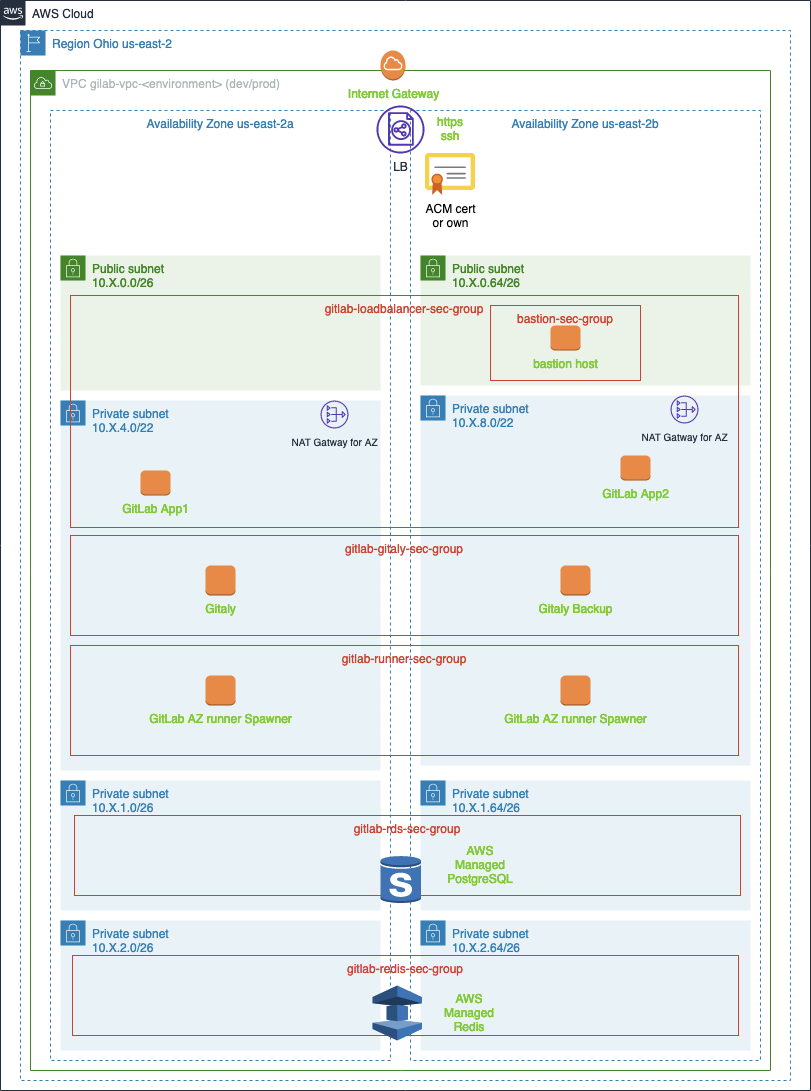 aws
AWS Cloud
Region Ohio us-east-2
VPC gilab-vpc-<environment> (dev/prod)
Internet Gateway
Availability Zone us-east-2a
https
ssh
Availability Zone us-east-2b
LB
ACM cert
or own
Public subnet
10.X.0.0/26
Public subnet
10.X.0.64/26
gitlab-loadbalancer-sec-group
bastion-sec-group
bastion host
Private subnet
10.X.4.0/22
NAT Gatway for AZ
Private subnet
10.X.8.0/22
NAT Gatway for AZ
GitLab App1
GitLab App2
gitlab-gitaly-sec-group
Gitaly
Gitaly Backup
gitlab-runner-sec-group
GitLab AZ runner Spawner
GitLab AZ runner Spawner
Private subnet
10.X.1.0/26
Private subnet
10.X.1.64/26
gitlab-rds-sec-group
S
AWS
Managed
PostgreSQL
Private subnet
10.X.2.0/26
Private subnet
10.X.2.64/26
gitlab-redis-sec-group
AWS
Managed
Redis